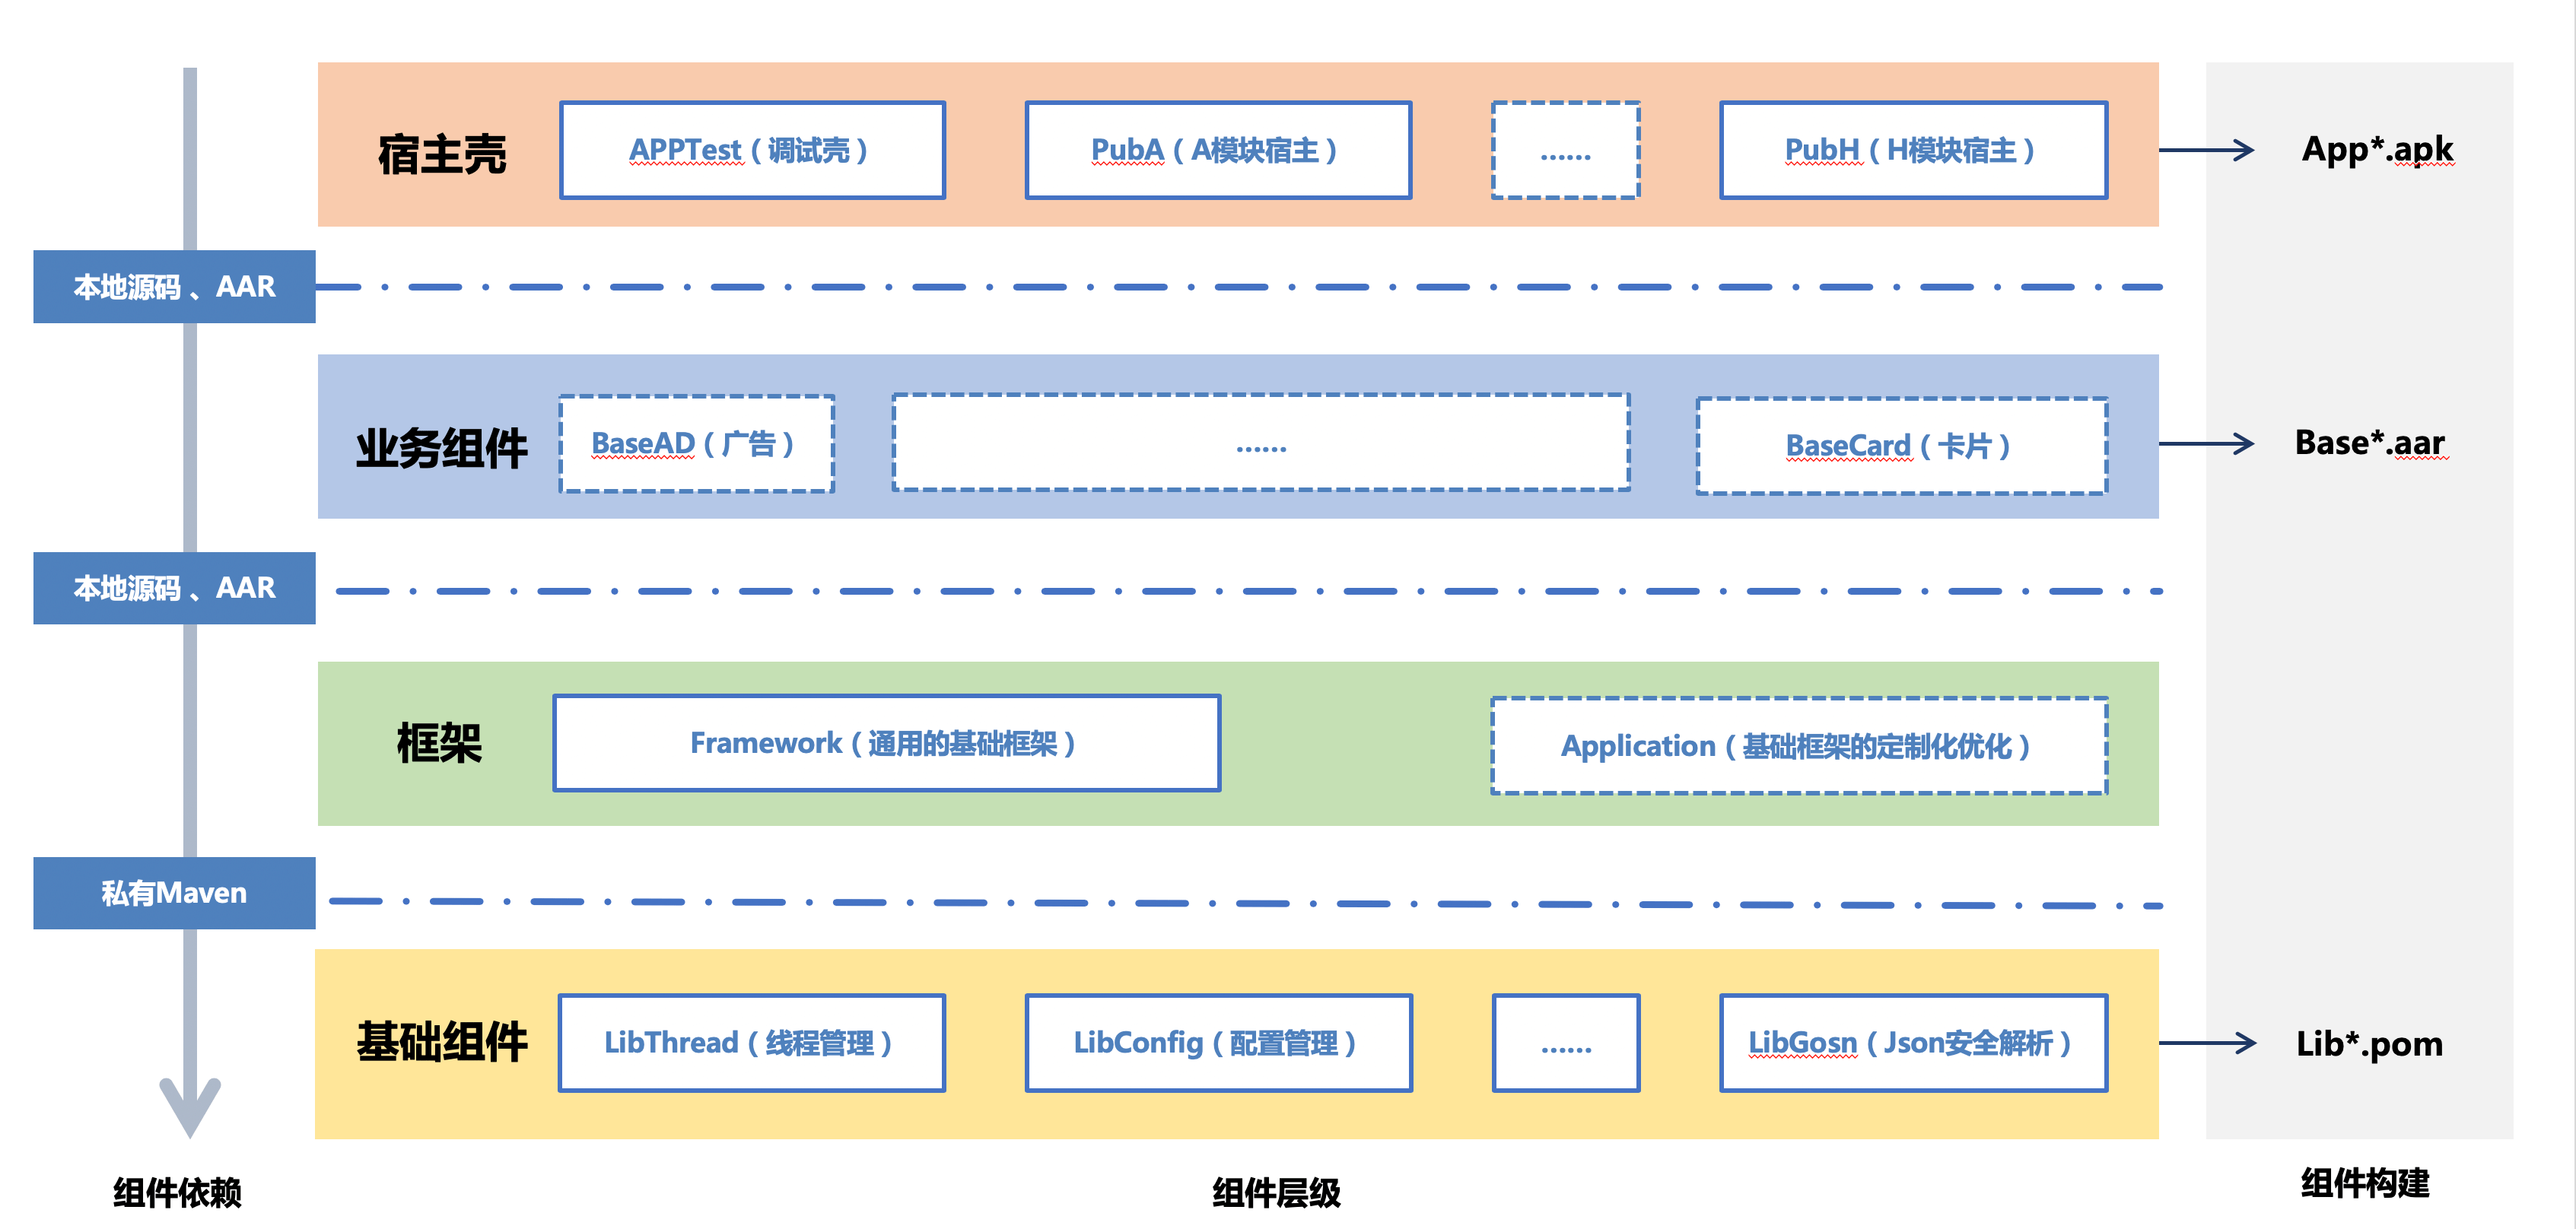 宿主壳
APPTest（调试壳）
PubA（A模块宿主）
……
PubH（H模块宿主）
App*.apk
本地源码 、AAR
业务组件
BaseAD（广告）
……
BaseCard（卡片）
Base*.aar
本地源码 、AAR
框架
Framework（通用的基础框架）
Application（基础框架的定制化优化）
私有Maven
基础组件
LibThread（线程管理）
LibConfig（配置管理）
……
LibGosn（Json安全解析）
Lib*.pom
组件依赖
组件层级
组件构建